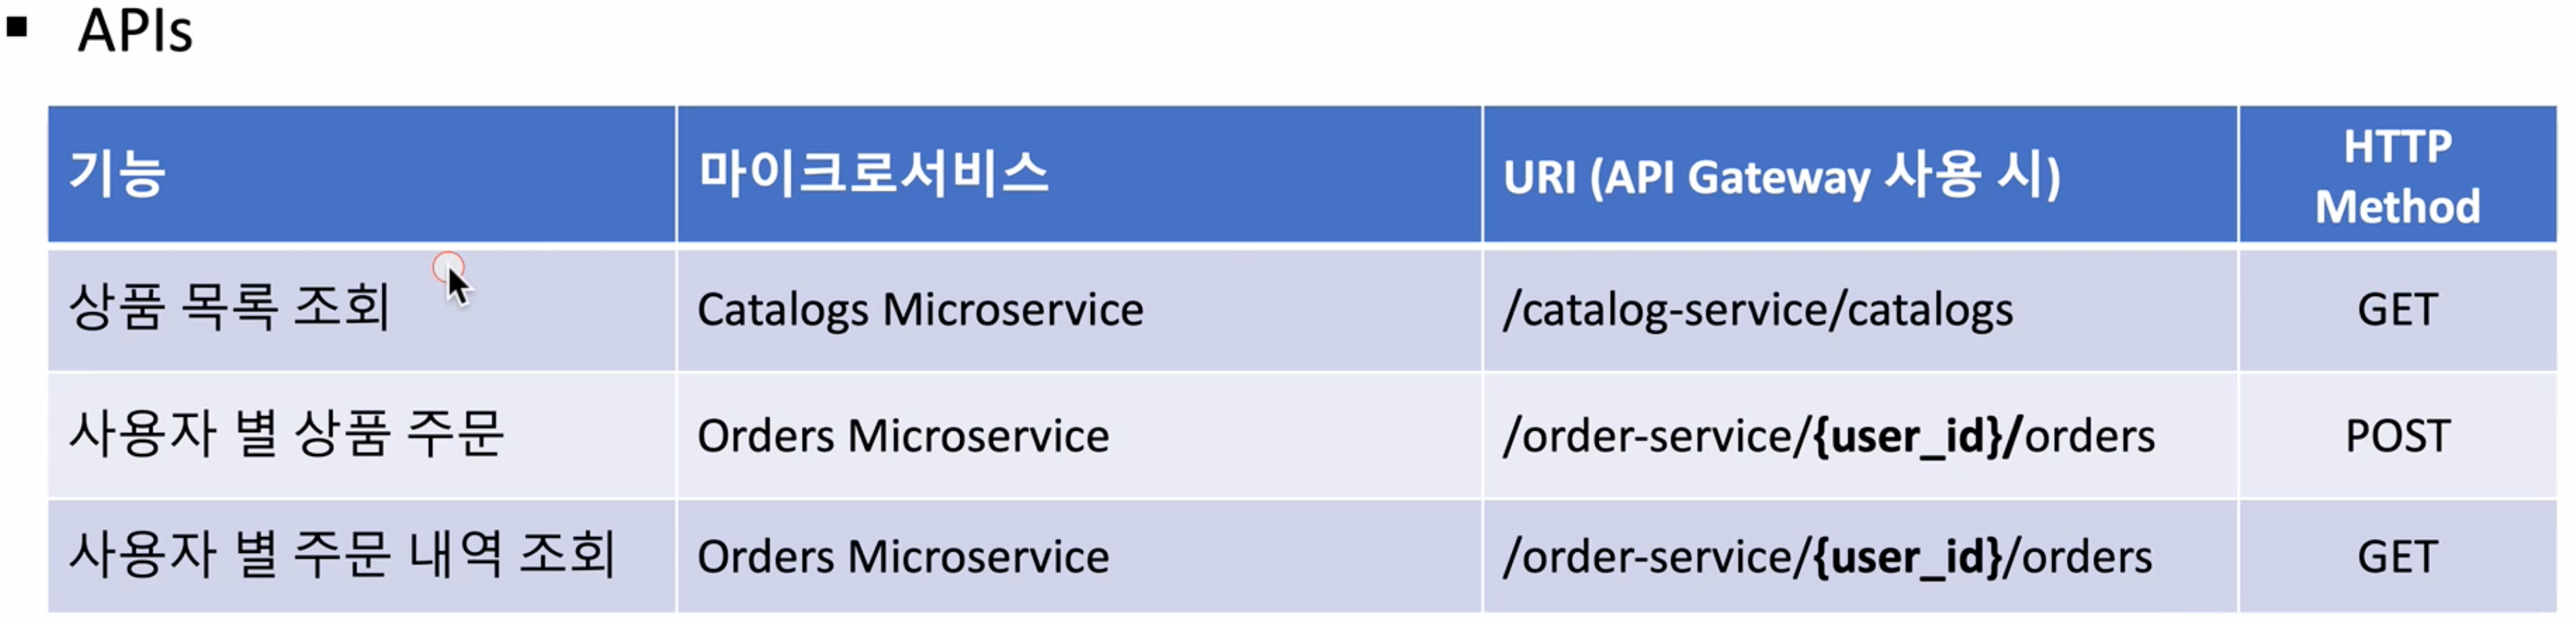 ▪ APIs
기능 마이크로서비스 URI (API Gateway 사용 시) HTTP Method
상품 목록 조회 Catalogs Microservice /catalog-service/catalogs GET
사용자 별 상품 주문 Orders Microservice /order-service/{user_id}/orders POST
사용자 별 주문 내역 조회 Orders Microservice /order-service/{user_id}/orders GET